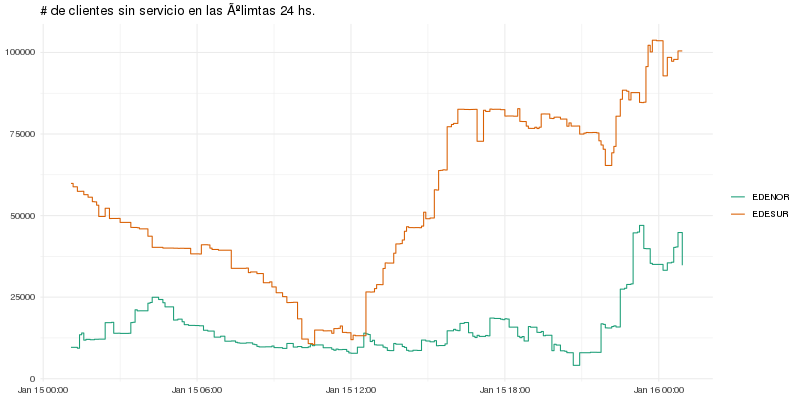 # de clientes sin servicio en las Ãºlimtas 24 hs.
100000
75000
50000
25000
0
Jan 15 00:00
Jan 15 06:00
Jan 15 12:00
Jan 15 18:00
Jan 16 00:00
EDENOR
EDESUR